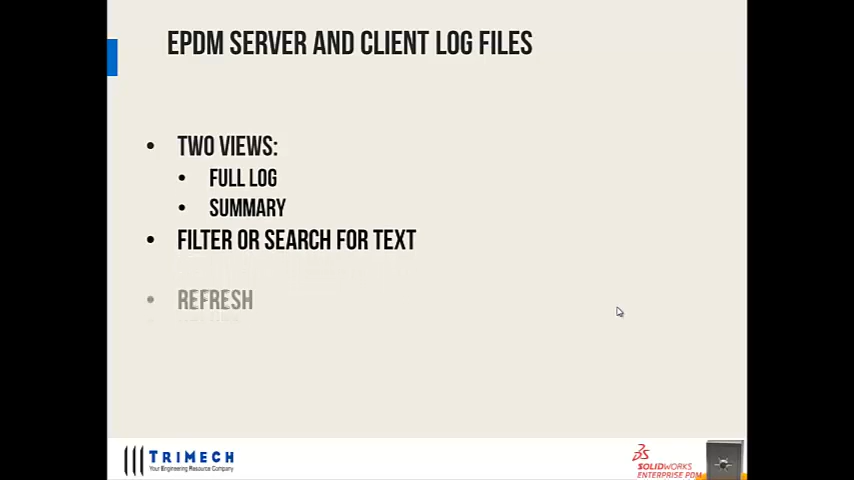 EPDM SERVER AND CLIENT LOG FILES
• TWO VIEWS:
• FULL LOG
• SUMMARY
• FILTER OR SEARCH FOR TEXT
• REFRESH
TRIMECH
Your Engineering Resource Company
SOLIDWORKS
ENTERPRISE PDM